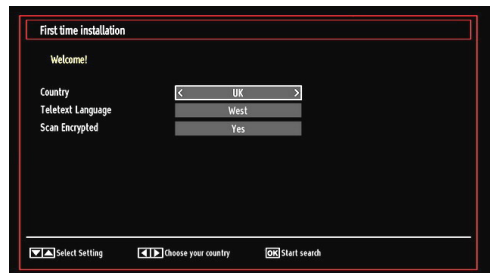 First time installation
Welcome!
Country < UK >
Teletext Language West
Scan Encrypted Yes
Select Setting Choose your country OK Start search